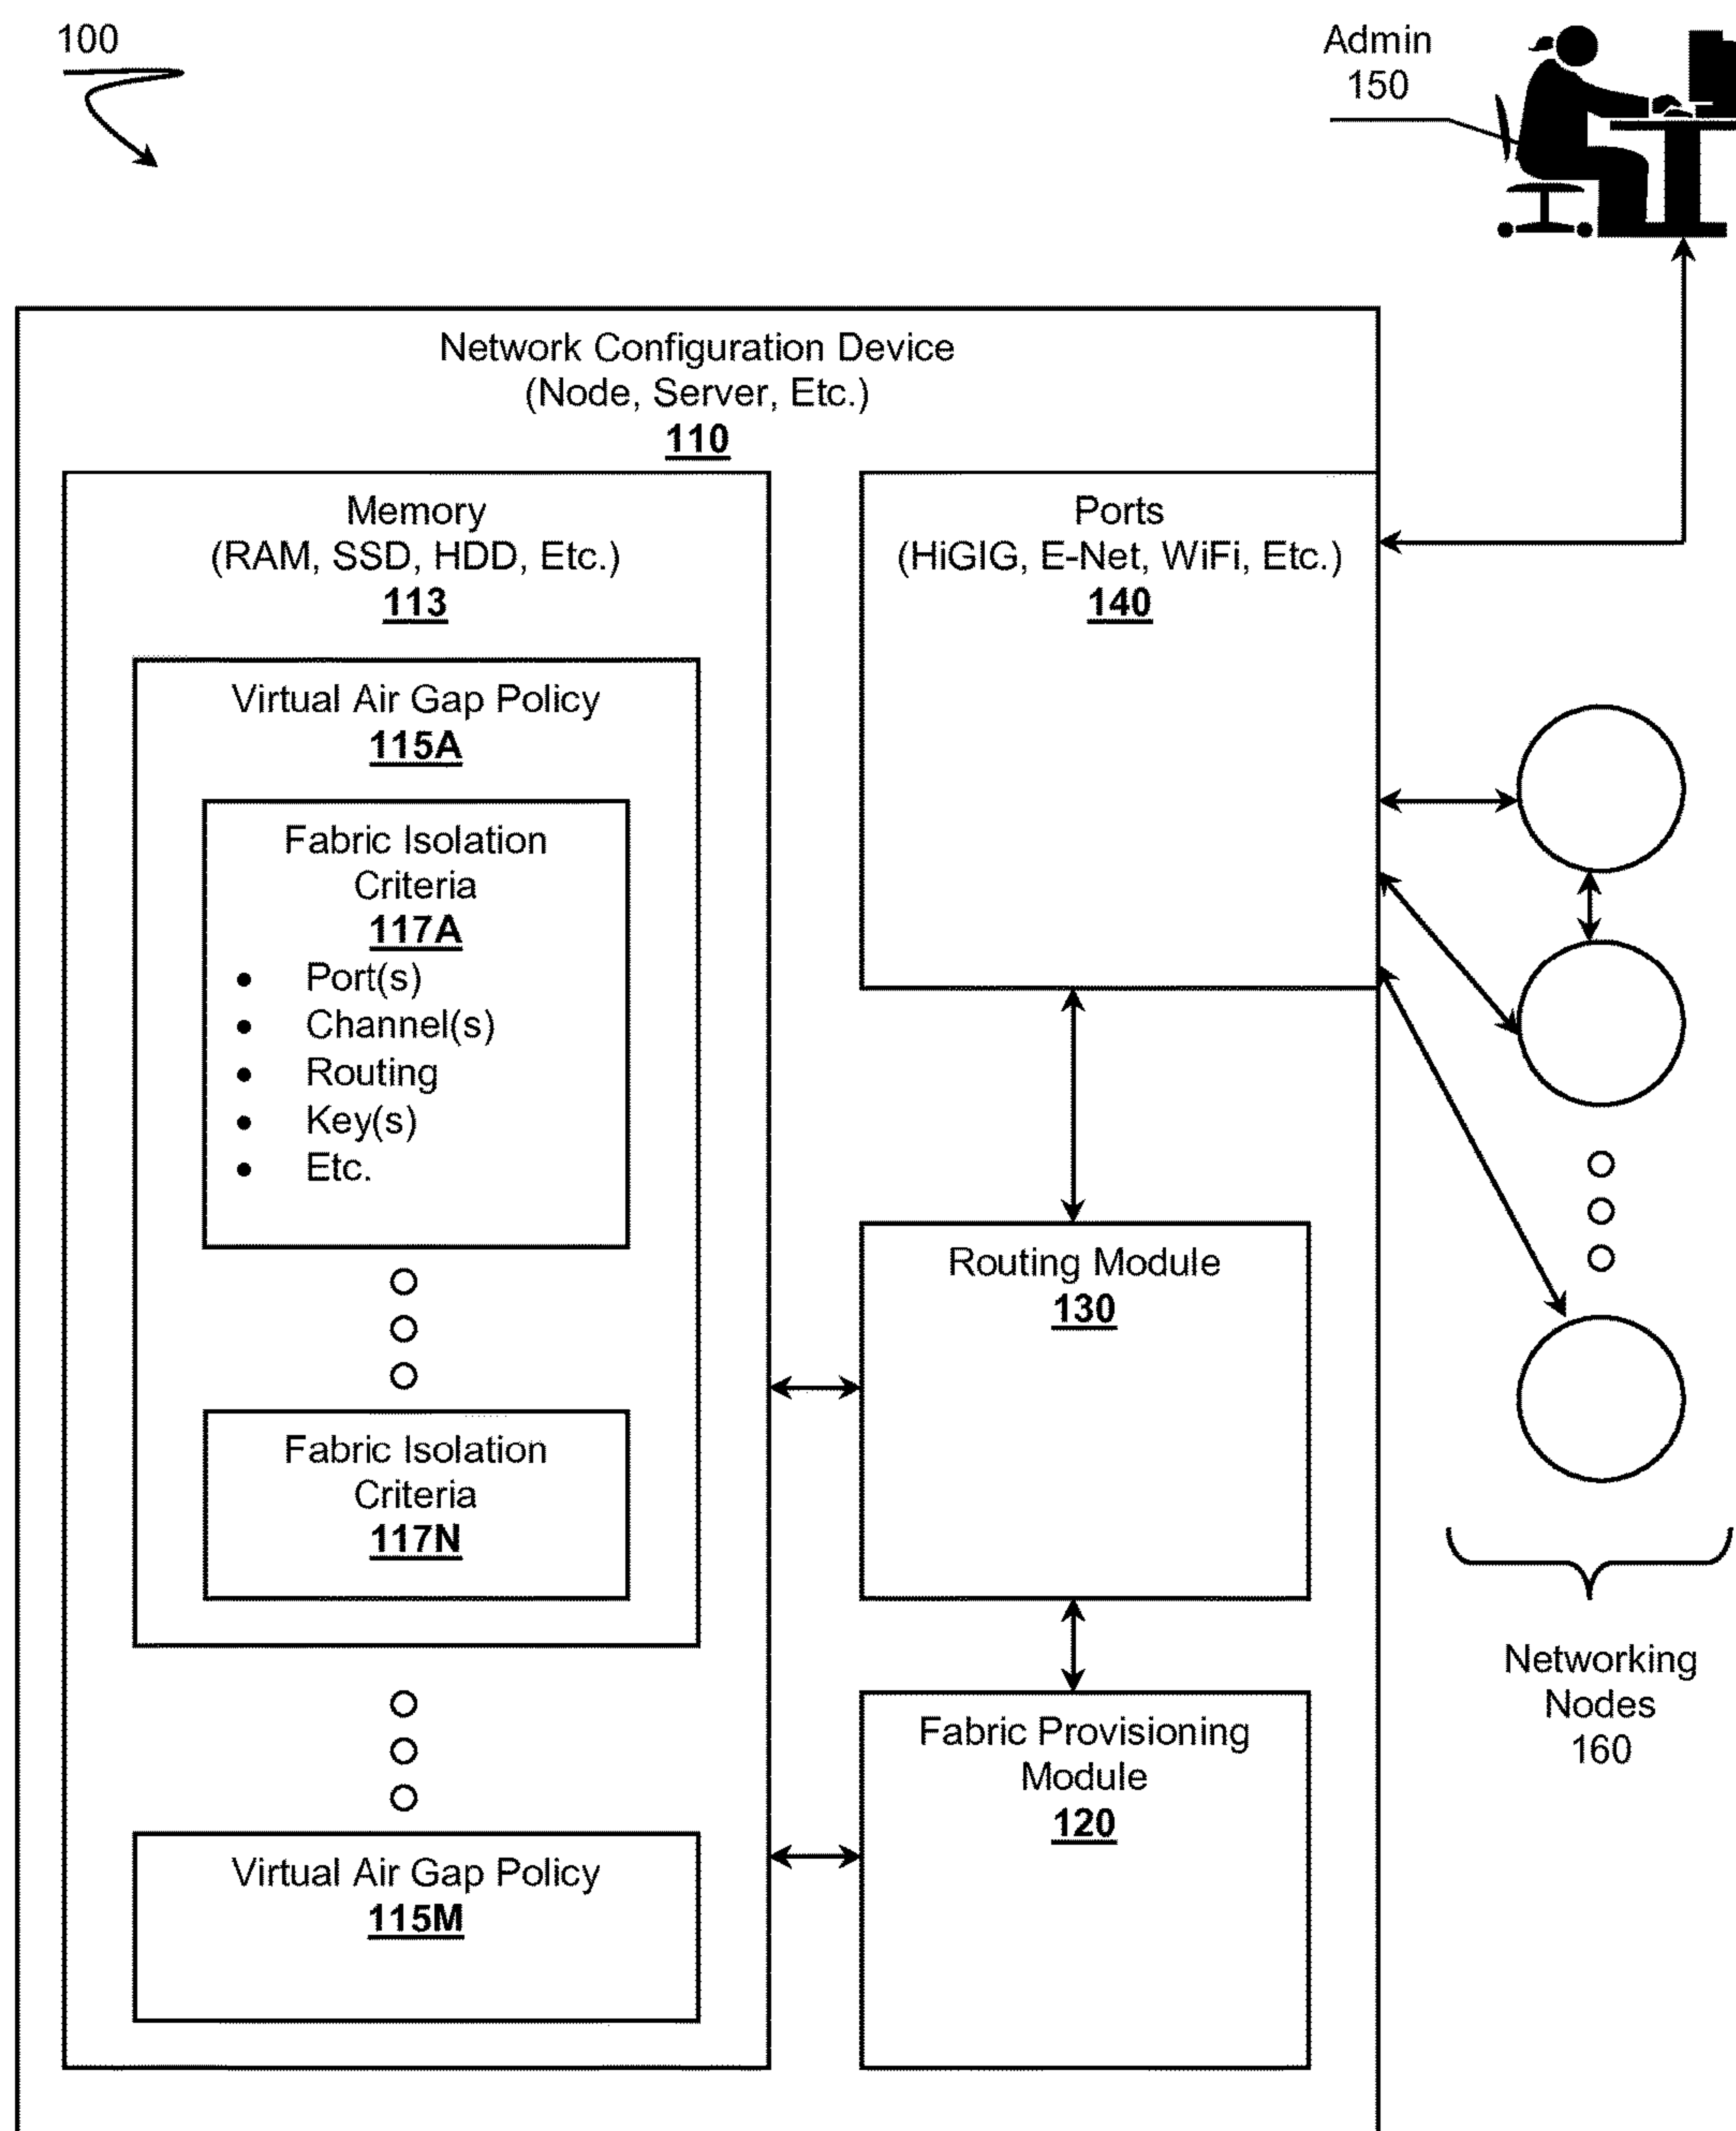 100
Admin
150
Network Configuration Device
(Node, Server, Etc.)
110
Memory
(RAM, SSD, HDD, Etc.)
113
Virtual Air Gap Policy
115A
Fabric Isolation
Criteria
117A
• Port(s)
• Channel(s)
• Routing
• Key(s)
• Etc.
Fabric Isolation
Criteria
117N
Virtual Air Gap Policy
115M
Ports
(HiGIG, E-Net, WiFi, Etc.)
140
Routing Module
130
Fabric Provisioning
Module
120
Networking
Nodes
160